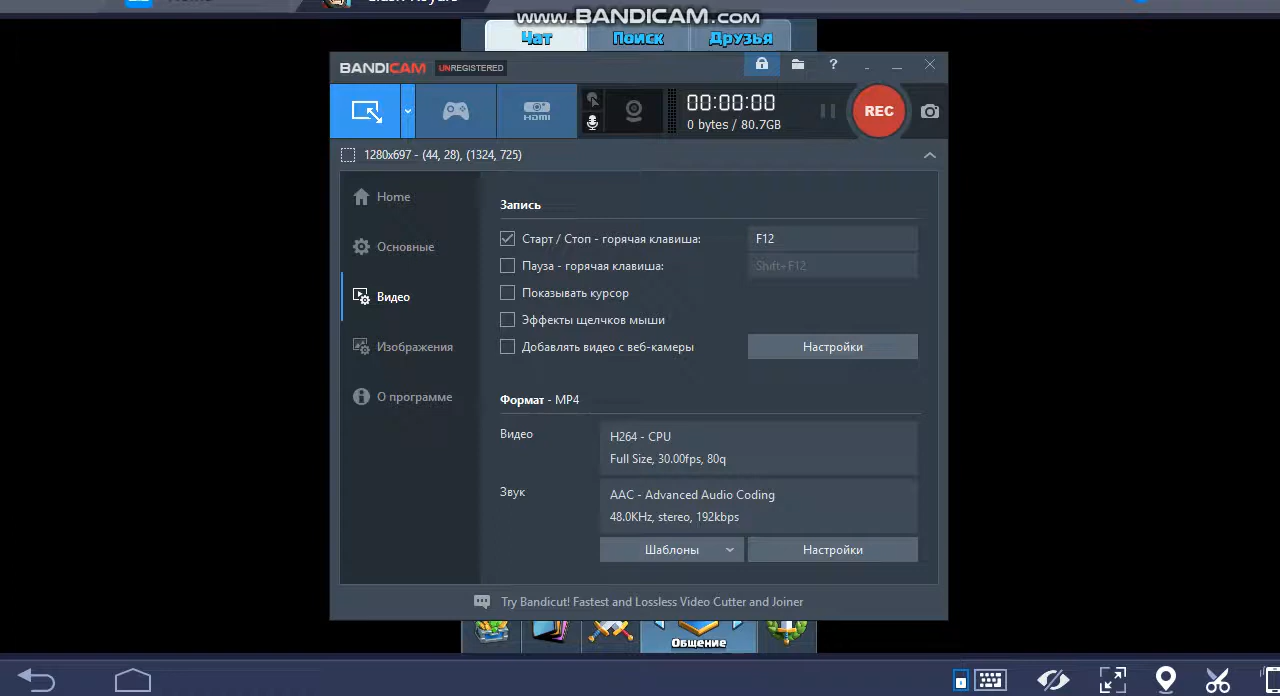 www.BANDICAM.com
Чат
Поиск
Друзья
BANDICAM
UNREGISTERED
?
HDMI
00:00:00
0 bytes / 80.7GB
REC
1280x697 - (44, 28), (1324, 725)
Home
Основные
Видео
Изображения
О программе
Запись
Старт / Стоп - горячая клавиша:
F12
Пауза - горячая клавиша:
Shift+F12
Показывать курсор
Эффекты щелчков мыши
Добавлять видео с веб-камеры
Настройки
Формат - MP4
Видео
H264 - CPU
Full Size, 30.00fps, 80q
Звук
AAC - Advanced Audio Coding
48.0KHz, stereo, 192kbps
Шаблоны
Настройки
Try Bandicut! Fastest and Lossless Video Cutter and Joiner
Общение